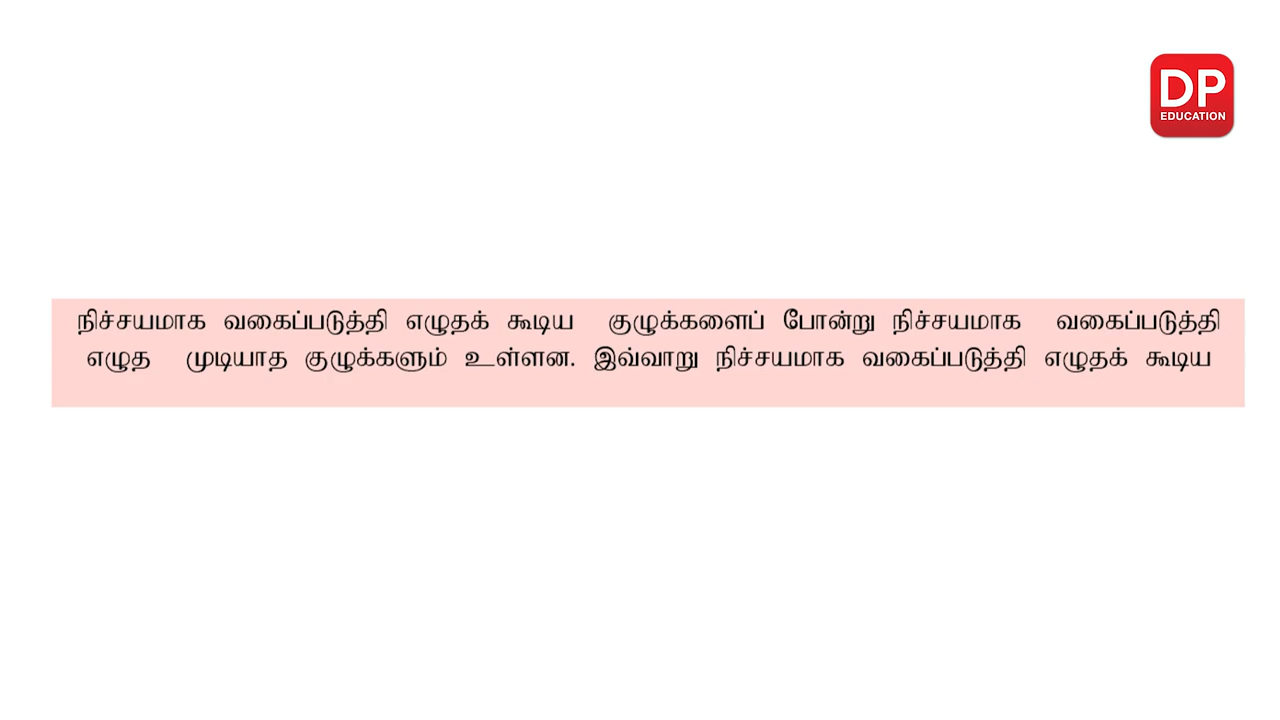 DP
EDUCATION
நிச்சயமாக வகைப்படுத்தி எழுதக் கூடிய குழுக்களைப் போன்று நிச்சயமாக வகைப்படுத்தி
எழுத முடியாத குழுக்களும் உள்ளன. இவ்வாறு நிச்சயமாக வகைப்படுத்தி எழுதக் கூடிய